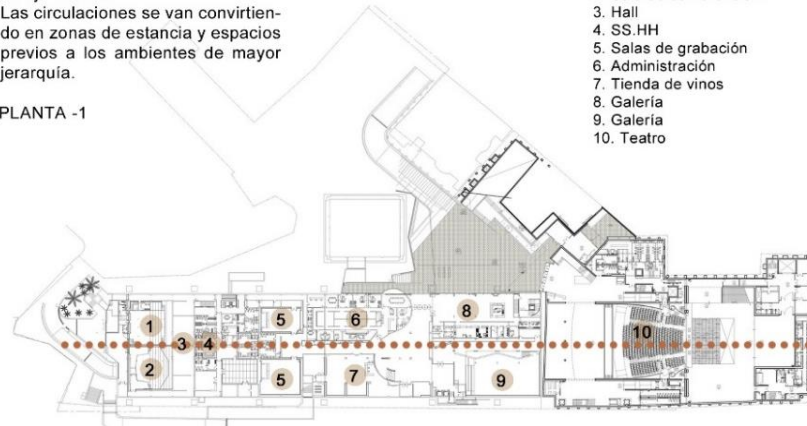 Las circulaciones se van convirtien-
do en zonas de estancia y espacios
previos a los ambientes de mayor
jerarquía.
PLANTA -1
3. Hall
4. SS.HH
5. Salas de grabación
6. Administración
7. Tienda de vinos
8. Galería
9. Galería
10. Teatro
1
2
3
4
5
5
6
7
8
9
10